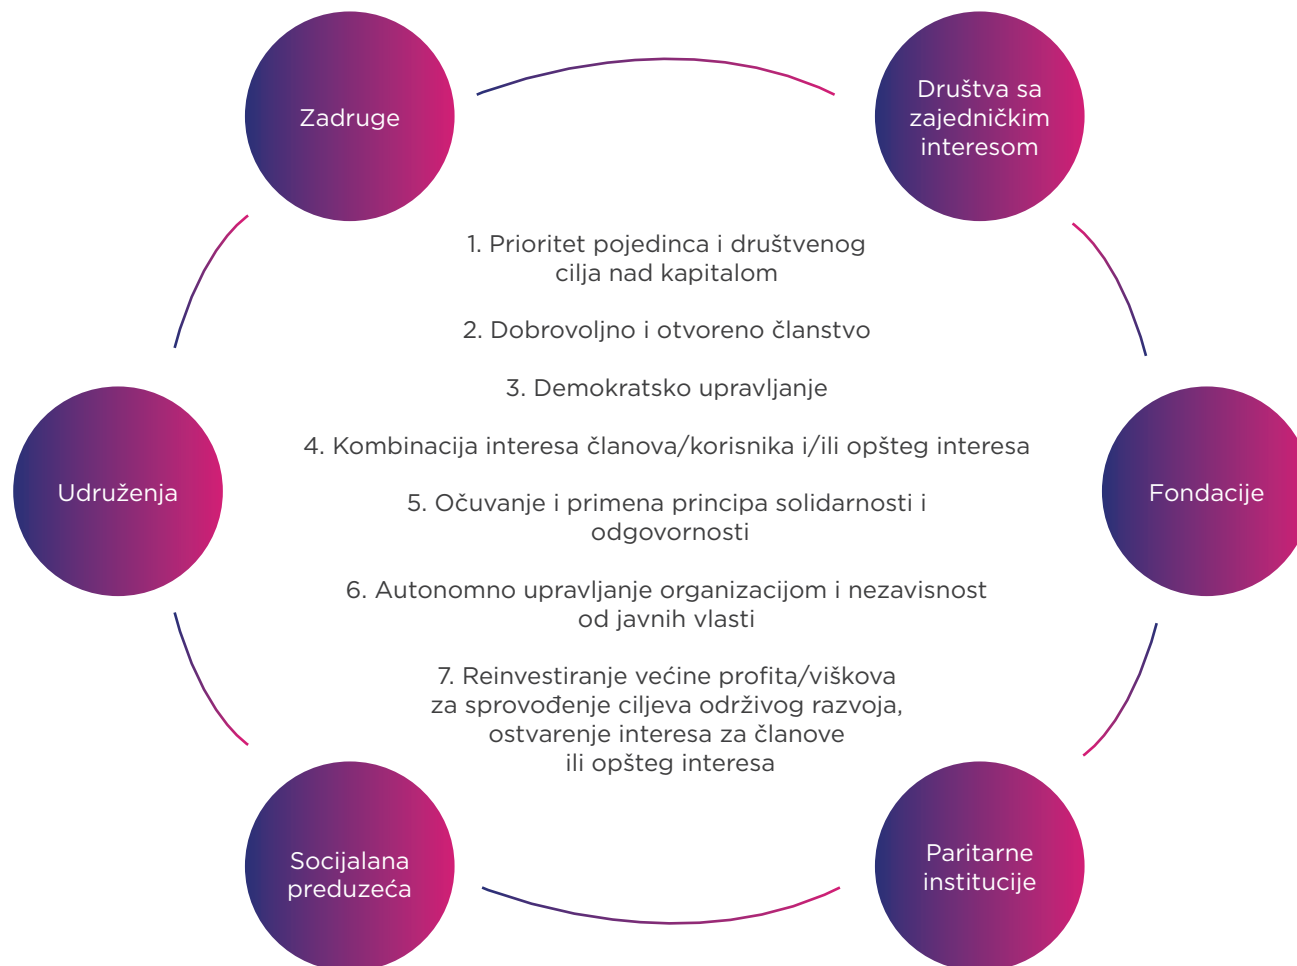 Zadruge
Društva sa
zajedničkim
interesom
1. Prioritet pojedinca i društvenog
cilja nad kapitalom
2. Dobrovoljno i otvoreno članstvo
3. Demokratsko upravljanje
4. Kombinacija interesa članova/korisnika i/ili opšteg interesa
5. Očuvanje i primena principa solidarnosti i
odgovornosti
6. Autonomno upravljanje organizacijom i nezavisnost
od javnih vlasti
7. Reinvestiranje većine profita/viškova
za sprovođenje ciljeva održivog razvoja,
ostvarenje interesa za članove
ili opšteg interesa
Udruženja
Fondacije
Socijalana
preduzeća
Paritarne
institucije